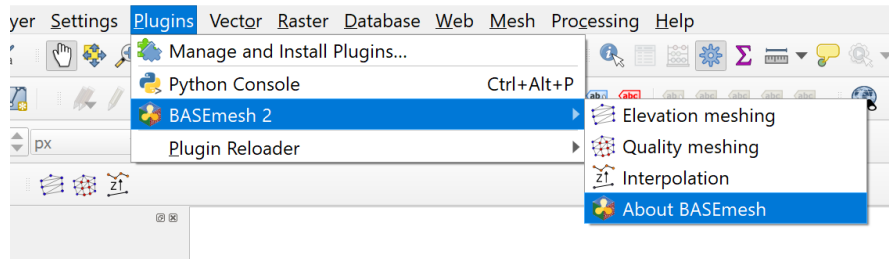 yer Settings Plugins Vector Raster Database Web Mesh Processing Help
Manage and Install Plugins...
Python Console Ctrl+Alt+P
BASEmesh 2
Plugin Reloader
Elevation meshing
Quality meshing
Interpolation
About BASEmesh
px